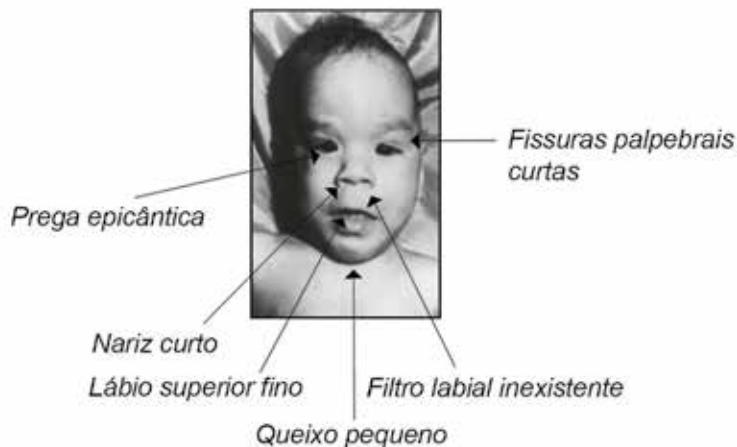 Fissuras palpebrais
curtas
Prega epicântica
Nariz curto
Lábio superior fino
Filtro labial inexistente
Queixo pequeno